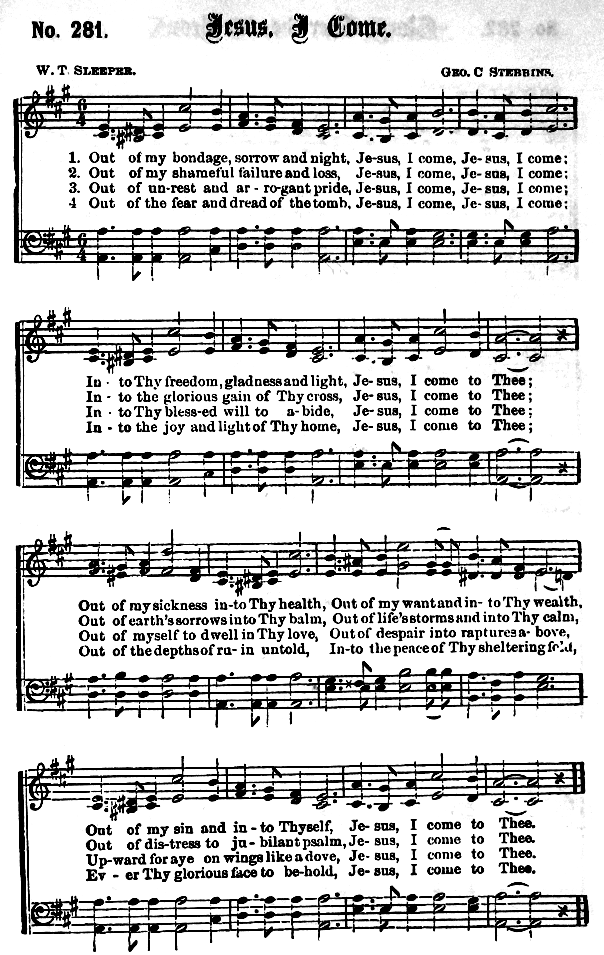 No. 281. Jesus, I Come.
W. T. SLEEPER. GEO. C STEBBINS.
1. Out of my bondage, sorrow and night, Je-sus, I come, Je-sus, I come;
2. Out of my shameful failure and loss, Je-sus, I come, Je-sus, I come;
3. Out of un-rest and ar-ro-gant pride, Je-sus, I come, Je-sus, I come;
4 Out of the fear and dread of the tomb, Je-sus, I come, Je-sus, I come;
In-to Thy freedom, gladness and light, Je-sus, I come to Thee;
In-to the glorious gain of Thy cross, Je-sus, I come to Thee;
In-to Thy bless-ed will to a-bide, Je-sus, I come to Thee;
In-to the joy and light of Thy home, Je-sus, I come to Thee;
Out of my sickness in-to Thy health, Out of my want and in-to Thy wealth,
Out of earth's sorrows into Thy balm, Out of life's storms and into Thy calm,
Out of myself to dwell in Thy love, Out of despair into raptures a-bove,
Out of the depths of ru-in untold, In-to the peace of Thy sheltering fold,
Out of my sin and in-to Thyself, Je-sus, I come to Thee.
Out of dis-tress to ju-bilant psalm, Je-sus, I come to Thee.
Up-ward for aye on wings like a dove, Je-sus, I come to Thee.
Ev-er Thy glorious face to be-hold, Je-sus, I come to Thee.